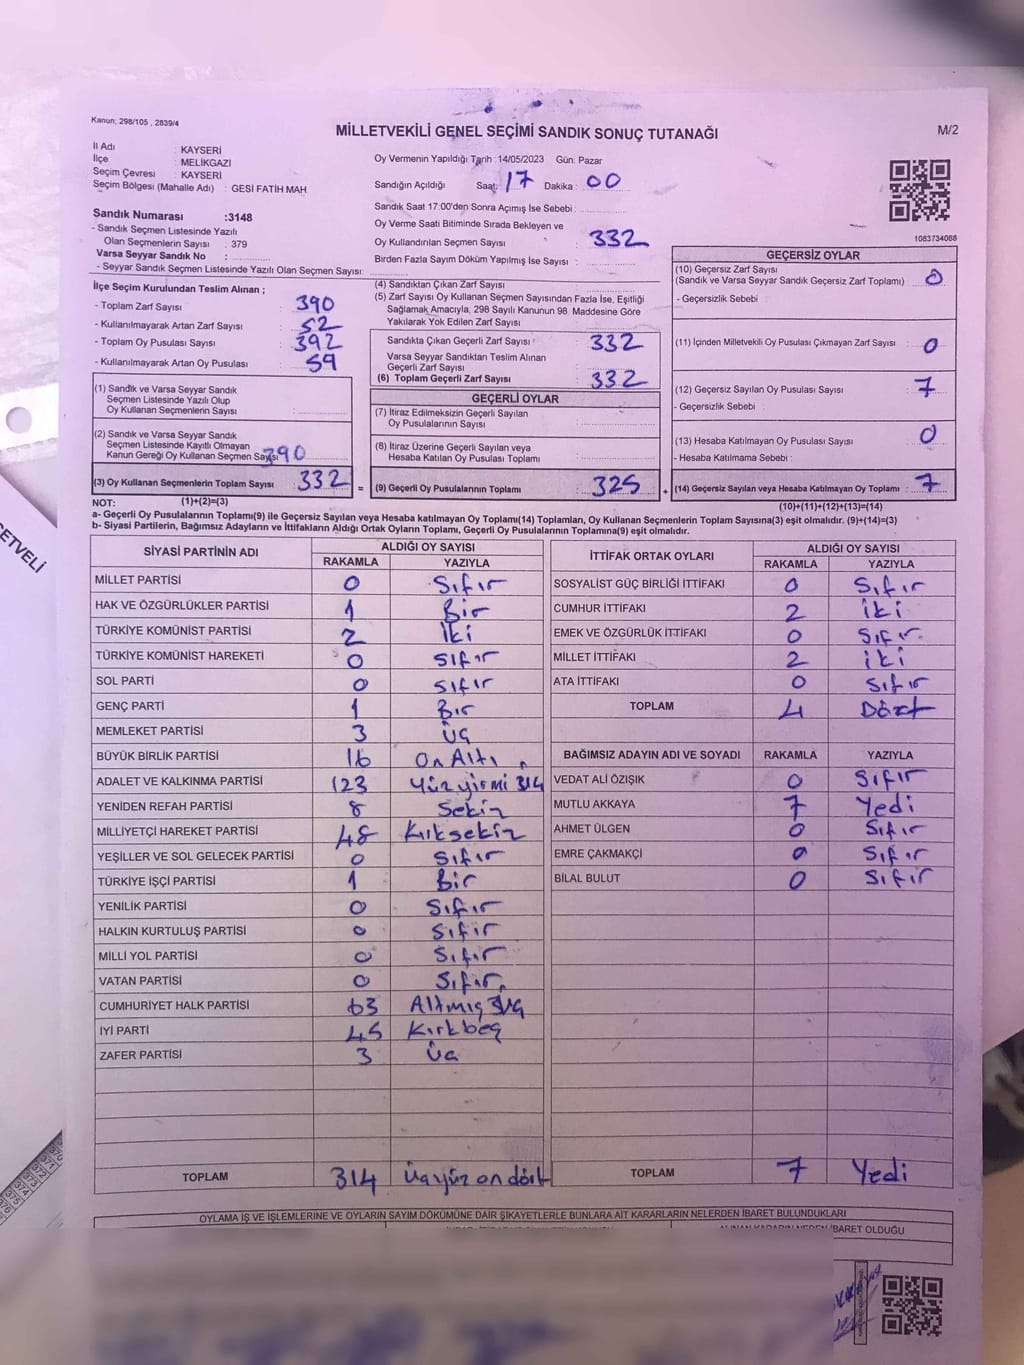 Kanun, 298/105 , 2839/4
MİLLETVEKİLİ GENEL SEÇİMİ SANDIK SONUÇ TUTANAĞI
M/2
İl Adı : KAYSERİ
İlçe : MELİKGAZİ
Seçim Çevresi : KAYSERİ
Seçim Bölgesi (Mahalle Adı) : GESI FATİH MAH
Oy Vermenin Yapıldığı Tarih :14/05/2023 Gün: Pazar
Sandığın Açıldığı Saat: 17 Dakika : 00
Sandık Saat 17:00'den Sonra Açımış İse Sebebi :
Oy Verme Saati Bitiminde Sırada Bekleyen ve
Oy Kullandırılan Seçmen Sayısı : 332
Birden Fazla Sayım Döküm Yapılmış İse Sayısı :
1063734088
Sandık Numarası :3148
- Sandık Seçmen Listesinde Yazılı
Olan Seçmenlerin Sayısı : 379
Varsa Seyyar Sandık No :
- Seyyar Sandık Seçmen Listesinde Yazılı Olan Seçmen Sayısı:
İlçe Seçim Kurulundan Teslim Alınan ;
- Toplam Zarf Sayısı : 390
- Kullanılmayarak Artan Zarf Sayısı : 52
- Toplam Oy Pusulası Sayısı : 392
- Kullanılmayarak Artan Oy Pusulası : 59
(1) Sandık ve Varsa Seyyar Sandık
Seçmen Listesinde Yazılı Olup
Oy Kullanan Seçmenlerin Sayısı :
(2) Sandık ve Varsa Seyyar Sandık
Seçmen Listesinde Kayıtlı Olmayan
Kanun Gereği Oy Kullanan Seçmen Sayısı 390
(3) Oy Kullanan Seçmenlerin Toplam Sayısı : 332 =
(4) Sandıktan Çıkan Zarf Sayısı :
(5) Zarf Sayısı Oy Kullanan Seçmen Sayısından Fazla İse, Eşitliği
Sağlamak Amacıyla, 298 Sayılı Kanunun 98. Maddesine Göre
Yakılarak Yok Edilen Zarf Sayısı :
Sandıkta Çıkan Geçerli Zarf Sayısı : 332
Varsa Seyyar Sandıktan Teslim Alınan
Geçerli Zarf Sayısı :
(6) Toplam Geçerli Zarf Sayısı : 332
GEÇERLİ OYLAR
(7) İtiraz Edilmeksizin Geçerli Sayılan
Oy Pusulalarının Sayısı :
(8) İtiraz Üzerine Geçerli Sayılan veya
Hesaba Katılan Oy Pusulası Toplamı :
(9) Geçerli Oy Pusulalarının Toplamı : 325 +
GEÇERSİZ OYLAR
(10) Geçersiz Zarf Sayısı
(Sandık ve Varsa Seyyar Sandık Geçersiz Zarf Toplamı) : 0
- Geçersizlik Sebebi :
(11) İçinden Milletvekili Oy Pusulası Çıkmayan Zarf Sayısı : 0
(12) Geçersiz Sayılan Oy Pusulası Sayısı : 7
- Geçersizlik Sebebi :
(13) Hesaba Katılmayan Oy Pusulası Sayısı : 0
- Hesaba Katılmama Sebebi :
(14) Geçersiz Sayılan veya Hesaba Katılmayan Oy Toplamı : 7
NOT: (1)+(2)=(3)
(10)+(11)+(12)+(13)=(14)
a- Geçerli Oy Pusulalarının Toplamı(9) ile Geçersiz Sayılan veya Hesaba katılmayan Oy Toplamı(14) Toplamları, Oy Kullanan Seçmenlerin Toplam Sayısına(3) eşit olmalıdır. (9)+(14)=(3)
b- Siyasi Partilerin, Bağımsız Adayların ve İttifakların Aldığı Ortak Oyların Toplamı, Geçerli Oy Pusulalarının Toplamına(9) eşit olmalıdır.
SİYASİ PARTİNİN ADI ALDIĞI OY SAYISI
RAKAMLA YAZIYLA
MİLLET PARTİSİ 0 Sıfır
HAK VE ÖZGÜRLÜKLER PARTİSİ 1 Bir
TÜRKİYE KOMÜNİST PARTİSİ 2 İki
TÜRKİYE KOMÜNİST HAREKETİ 0 sıfır
SOL PARTİ 0 sıfır
GENÇ PARTİ 1 Bir
MEMLEKET PARTİSİ 3 Üç
BÜYÜK BİRLİK PARTİSİ 16 On Altı
ADALET VE KALKINMA PARTİSİ 123 Yüzyirmi 3üç
YENİDEN REFAH PARTİSİ 8 Sekiz
MİLLİYETÇİ HAREKET PARTİSİ 48 Kırksekiz
YEŞİLLER VE SOL GELECEK PARTİSİ 0 Sıfır
TÜRKİYE İŞÇİ PARTİSİ 1 Bir
YENİLİK PARTİSİ 0 Sıfır
HALKIN KURTULUŞ PARTİSİ 0 Sıfır
MİLLİ YOL PARTİSİ 0 Sıfır
VATAN PARTİSİ 0 Sıfır
CUMHURİYET HALK PARTİSİ 63 Altmış 3üç
İYİ PARTİ 45 Kırkbeş
ZAFER PARTİSİ 3 Üç
TOPLAM 314 Üçyüz on dört
İTTİFAK ORTAK OYLARI ALDIĞI OY SAYISI
RAKAMLA YAZIYLA
SOSYALİST GÜÇ BİRLİĞİ İTTİFAKI 0 Sıfır
CUMHUR İTTİFAKI 2 iki
EMEK VE ÖZGÜRLÜK İTTİFAKI 0 Sıfır
MİLLET İTTİFAKI 2 iki
ATA İTTİFAKI 0 Sıfır
TOPLAM 4 Dört
BAĞIMSIZ ADAYIN ADI VE SOYADI RAKAMLA YAZIYLA
VEDAT ALİ ÖZIŞIK 0 Sıfır
MUTLU AKKAYA 7 Yedi
AHMET ÜLGEN 0 Sıfır
EMRE ÇAKMAKÇİ 0 Sıfır
BİLAL BULUT 0 Sıfır
TOPLAM 7 Yedi
OYLAMA İŞ VE İŞLEMLERİNE VE OYLARIN SAYIM DÖKÜMÜNE DAİR ŞİKAYETLERLE BUNLARA AİT KARARLARIN NELERDEN İBARET BULUNDUKLARI
ALINAN KARARIN NEDEN İBARET OLDUĞU
ETVELİ